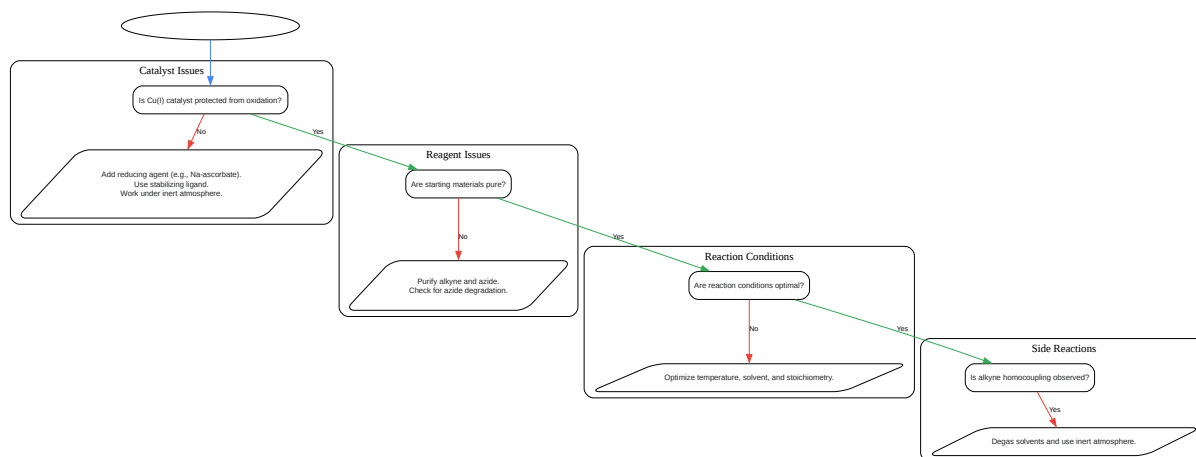 Catalyst Issues
Is Cu(I) catalyst protected from oxidation?
No
Yes
Add reducing agent (e.g., Na-ascorbate).
Use stabilizing ligand.
Work under inert atmosphere.
Reagent Issues
Are starting materials pure?
No
Yes
Purify alkyne and azide.
Check for azide degradation.
Reaction Conditions
Are reaction conditions optimal?
No
Yes
Optimize temperature, solvent, and stoichiometry.
Side Reactions
Is alkyne homocoupling observed?
Yes
Degas solvents and use inert atmosphere.